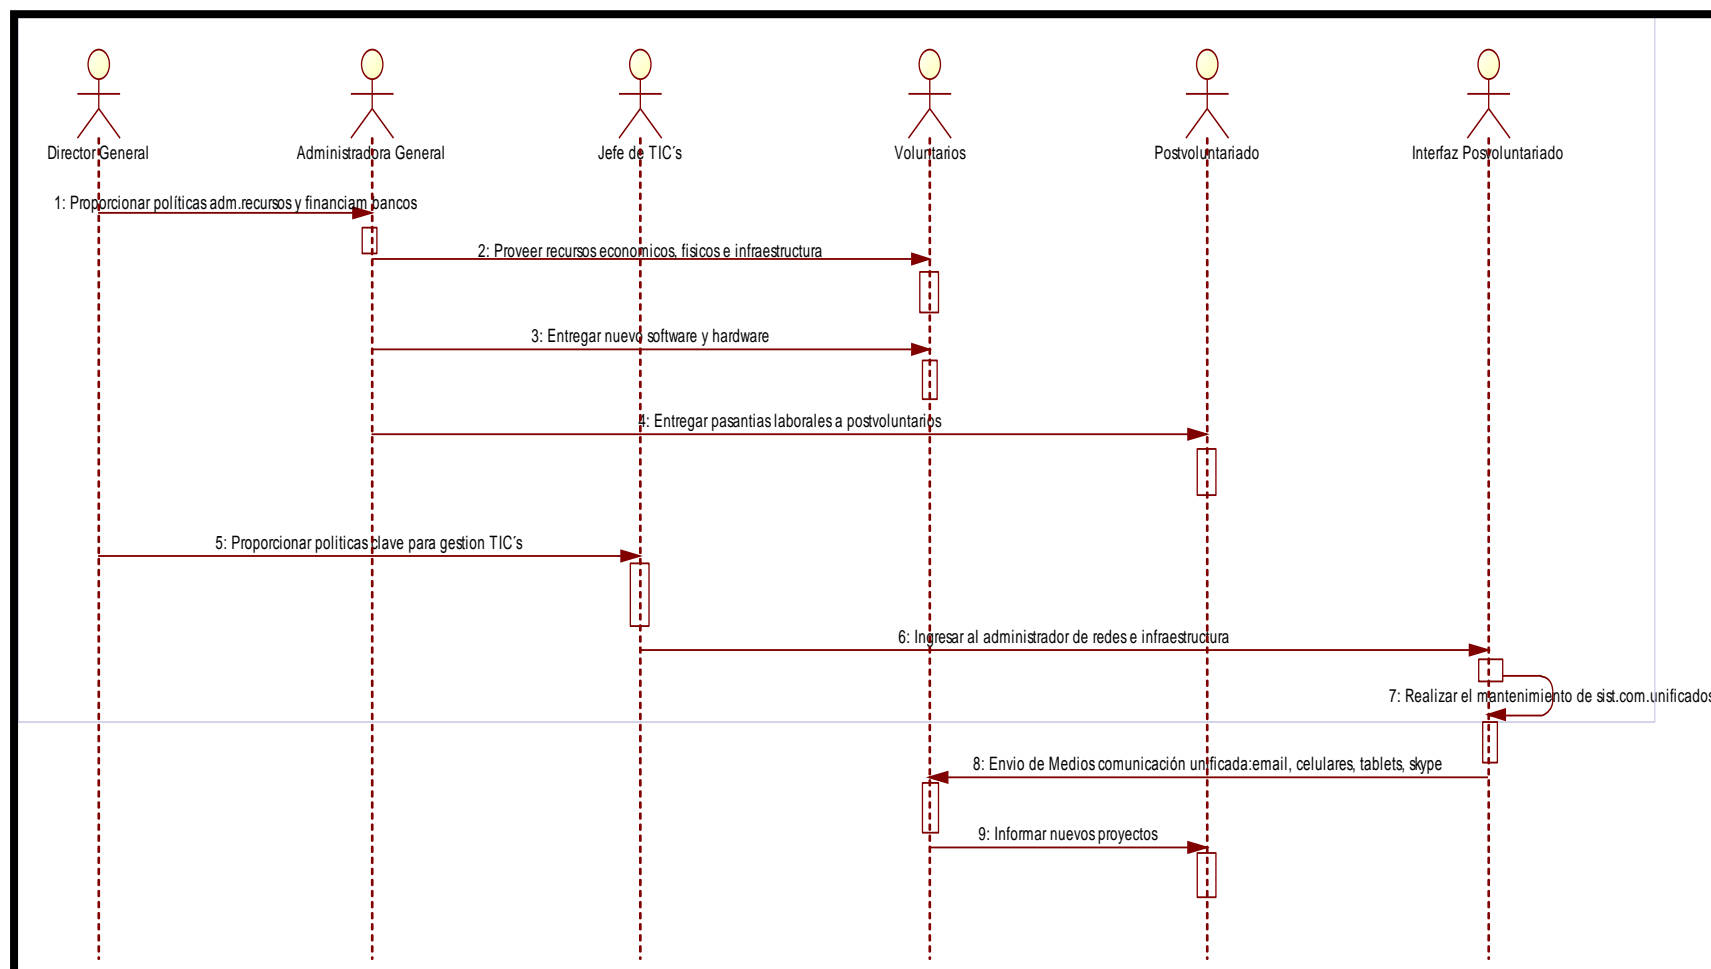 Director General
Administradora General
Jefe de TIC´s
Voluntarios
Postvoluntariado
Interfaz Posvoluntariado
1: Proporcionar políticas adm.recursos y financiam bancos
2: Proveer recursos economicos, fisicos e infraestructura
3: Entregar nuevo software y hardware
4: Entregar pasantias laborales a postvoluntarios
5: Proporcionar politicas clave para gestion TIC´s
6: Ingresar al administrador de redes e infraestructura
7: Realizar el mantenimiento de sist.com.unificados
8: Envio de Medios comunicación unificada:email, celulares, tablets, skype
9: Informar nuevos proyectos